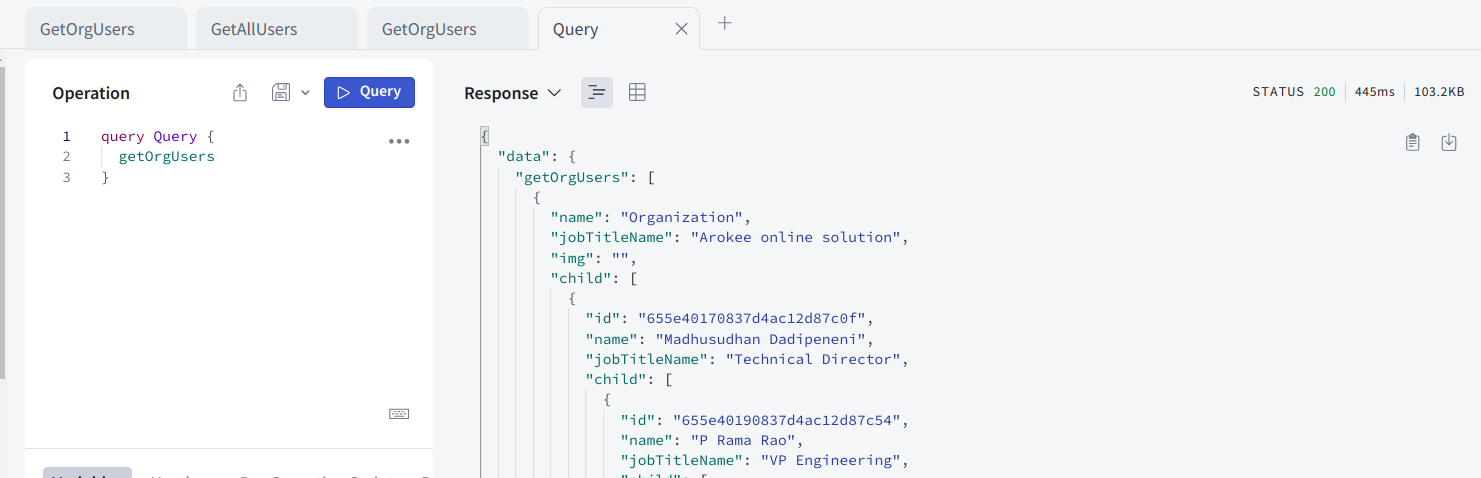 GetOrgUsers GetAllUsers GetOrgUsers Query
Operation Query
1 query Query {
2 getOrgUsers
3 }
Response STATUS 200 445ms 103.2KB
{
"data": {
"getOrgUsers": [
{
"name": "Organization",
"jobTitleName": "Arokee online solution",
"img": "",
"child": [
{
"id": "655e40170837d4ac12d87c0f",
"name": "Madhusudhan Dadipeneni",
"jobTitleName": "Technical Director",
"child": [
{
"id": "655e40190837d4ac12d87c54",
"name": "P Rama Rao",
"jobTitleName": "VP Engineering",